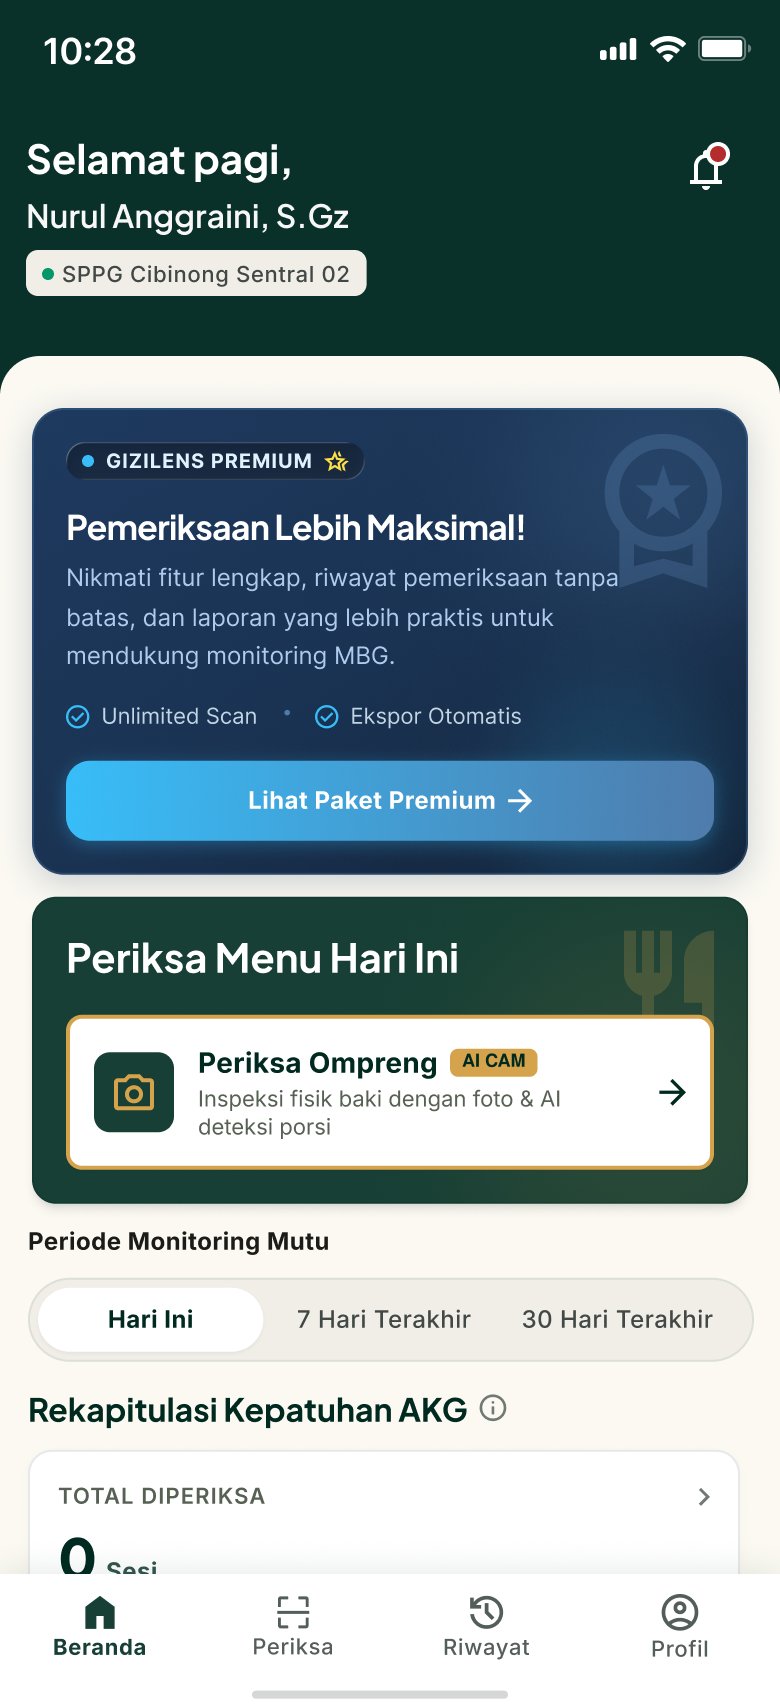 10:28
Selamat pagi,
Nurul Anggraini, S.Gz
SPPG Cibinong Sentral 02
GIZILENS PREMIUM
Pemeriksaan Lebih Maksimal!
Nikmati fitur lengkap, riwayat pemeriksaan tanpa
batas, dan laporan yang lebih praktis untuk
mendukung monitoring MBG.
Unlimited Scan • Ekspor Otomatis
Lihat Paket Premium →
Periksa Menu Hari Ini
Periksa Ompreng AI CAM
Inspeksi fisik baki dengan foto & AI
deteksi porsi
Periode Monitoring Mutu
Hari Ini 7 Hari Terakhir 30 Hari Terakhir
Rekapitulasi Kepatuhan AKG
TOTAL DIPERIKSA
0 Sesi
Beranda Periksa Riwayat Profil